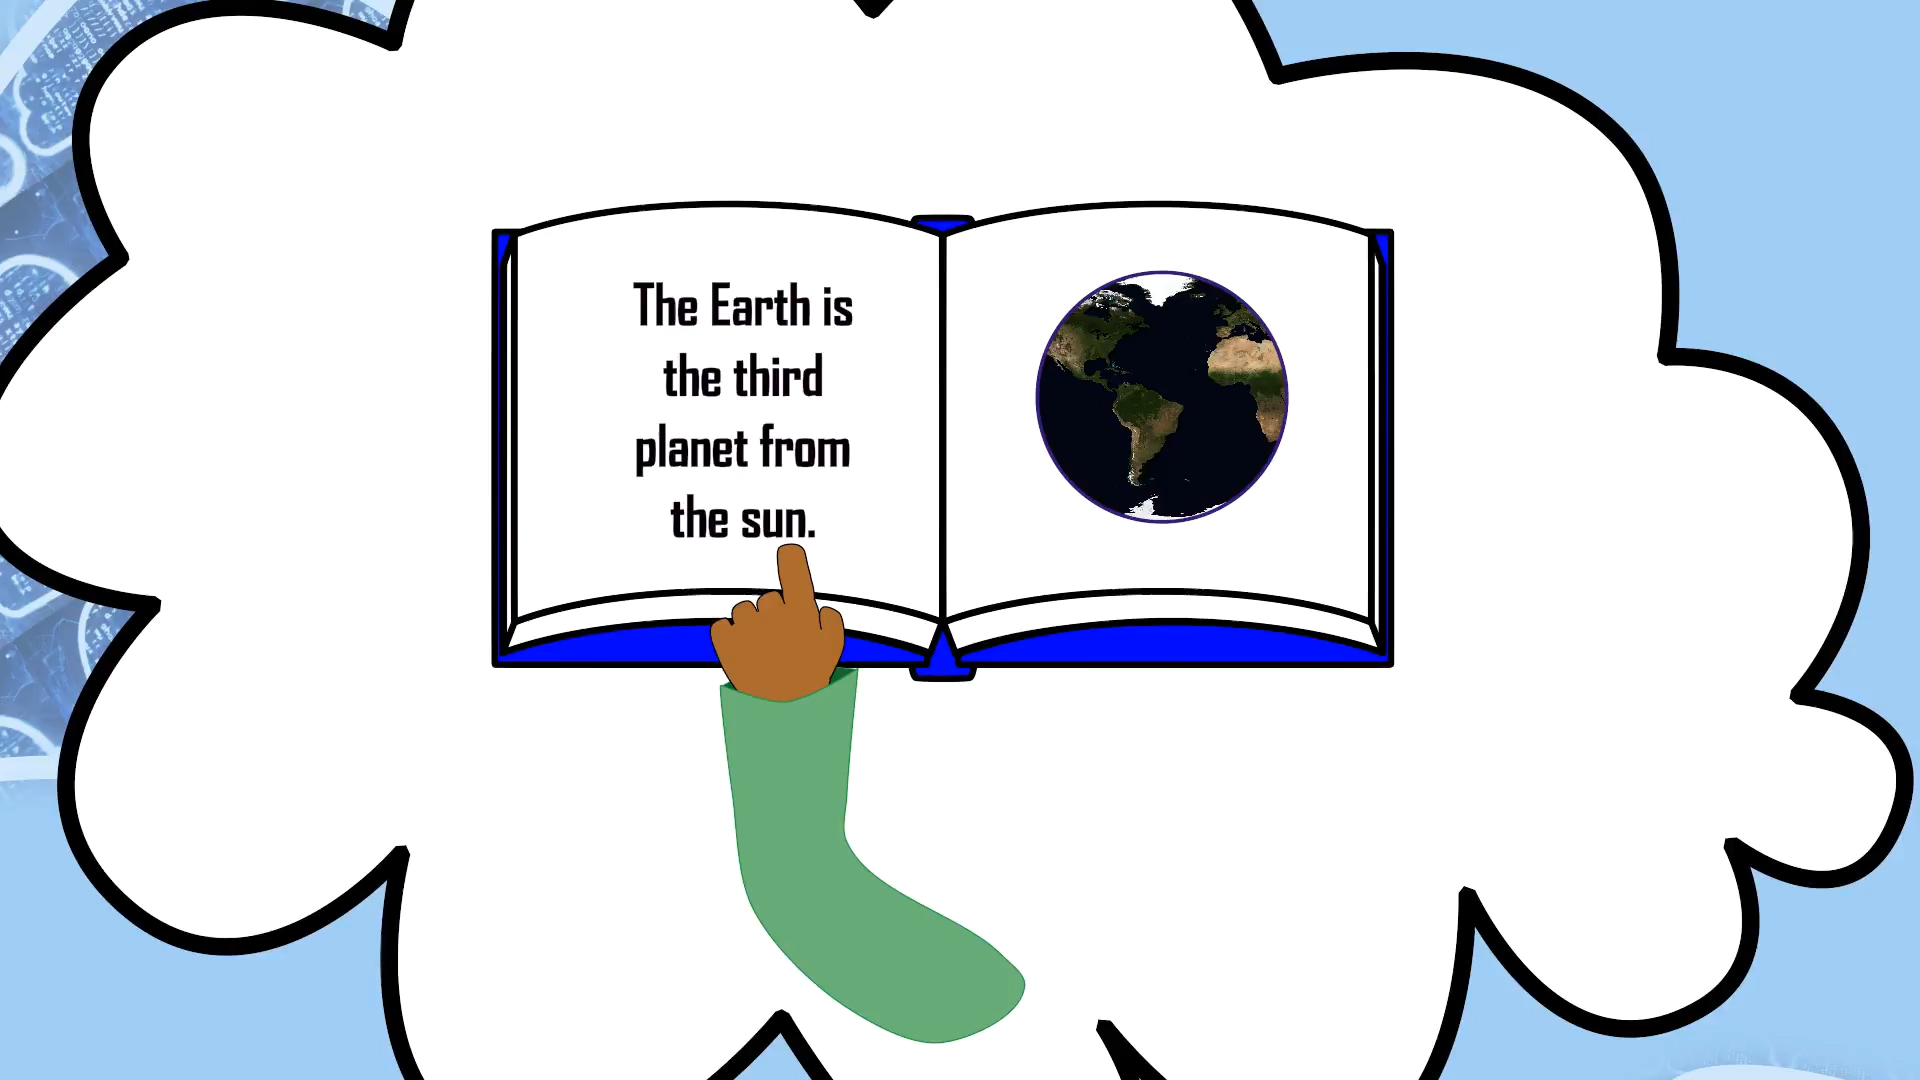 The Earth is
the third
planet from
the sun.